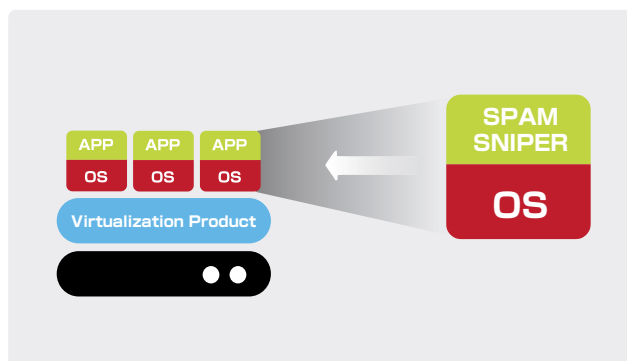 SPAM
SNIPER
OS
APP APP APP
OS OS OS
Virtualization Product